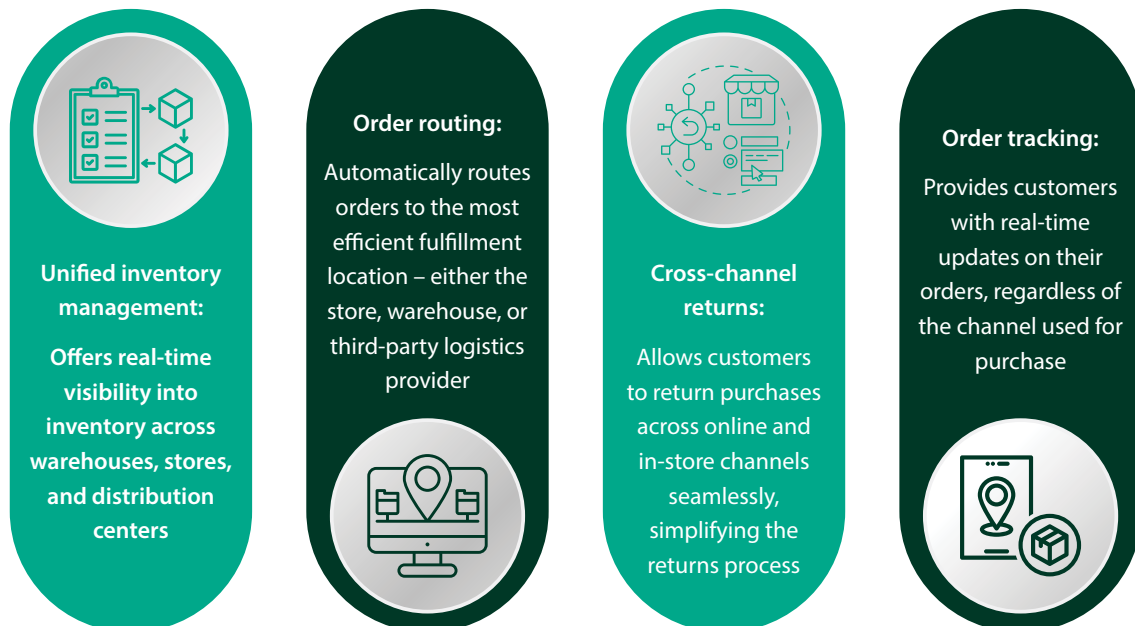 Unified inventory
management:
Offers real-time
visibility into
inventory across
warehouses, stores,
and distribution
centers
Order routing:
Automatically routes
orders to the most
efficient fulfillment
location – either the
store, warehouse, or
third-party logistics
provider
Cross-channel
returns:
Allows customers
to return purchases
across online and
in-store channels
seamlessly,
simplifying the
returns process
Order tracking:
Provides customers
with real-time
updates on their
orders, regardless of
the channel used for
purchase